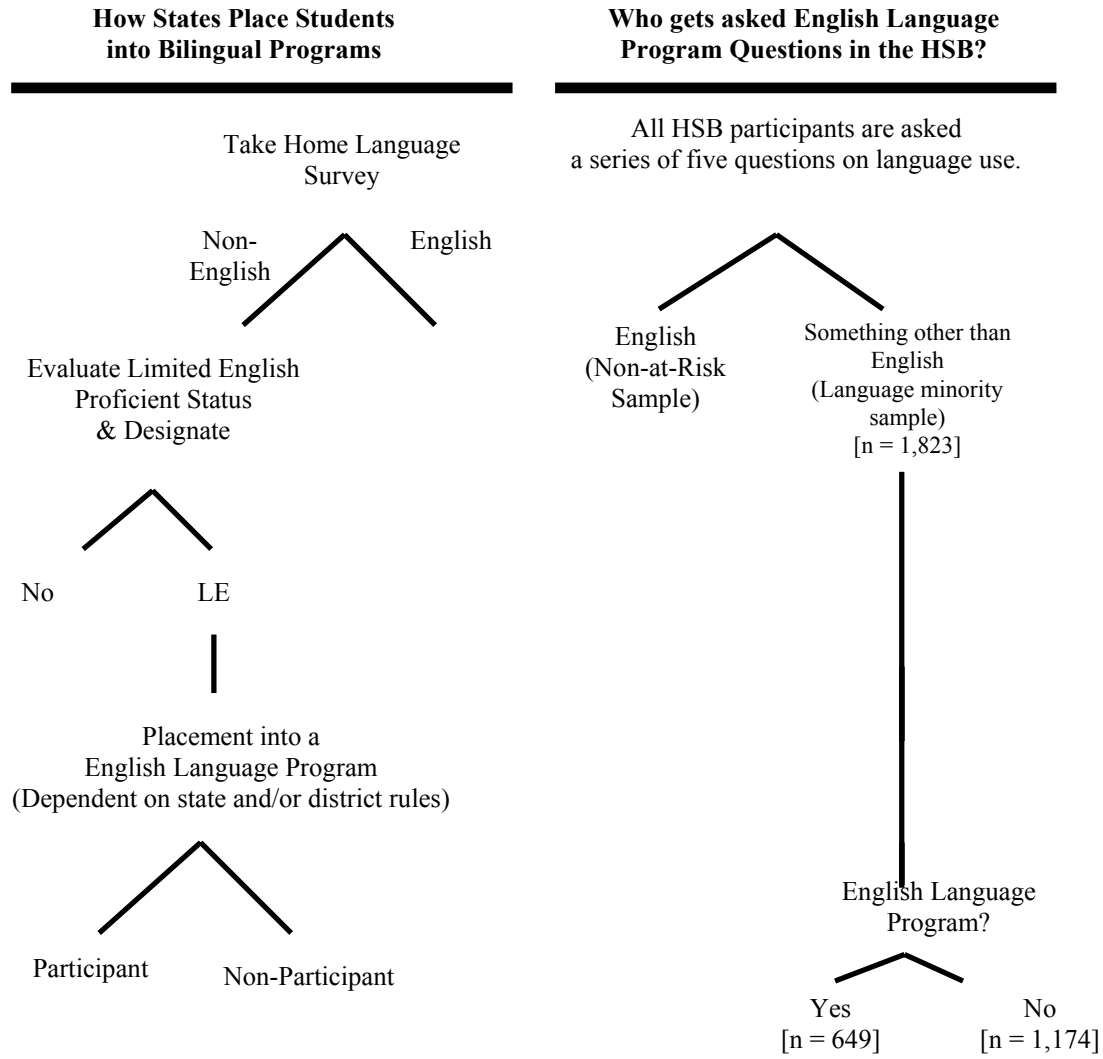 How States Place Students
into Bilingual Programs
Take Home Language
Survey
Non-
English
English
Evaluate Limited English
Proficient Status
& Designate
No
LE
Placement into a
English Language Program
(Dependent on state and/or district rules)
Participant
Non-Participant
Who gets asked English Language
Program Questions in the HSB?
All HSB participants are asked
a series of five questions on language use.
English
(Non-at-Risk
Sample)
Something other than
English
(Language minority
sample)
[n = 1,823]
English Language
Program?
Yes
[n = 649]
No
[n = 1,174]